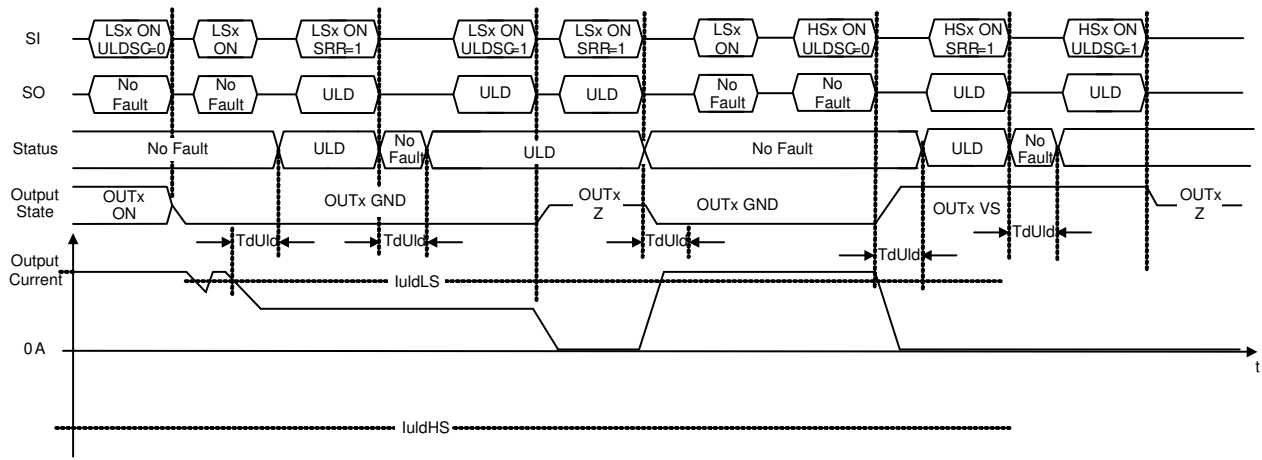 SI
LSx ON
ULDSC=0
LSx
ON
LSx ON
SRR=1
LSx ON
ULDSC=1
LSx ON
SRR=1
LSx
ON
HSx ON
ULDSC=0
HSx ON
SRR=1
HSx ON
ULDSC=1
SO
No
Fault
No
Fault
ULD
ULD
ULD
No
Fault
No
Fault
ULD
ULD
Status
No Fault
ULD
No
Fault
ULD
No Fault
ULD
No
Fault
Output
State
OUTx
ON
OUTx GND
OUTx
Z
OUTx GND
OUTx VS
OUTx
Z
TdUld
TdUld
TdUld
TdUld
TdUld
Output
Current
IuldLS
0 A
t
IuldHS